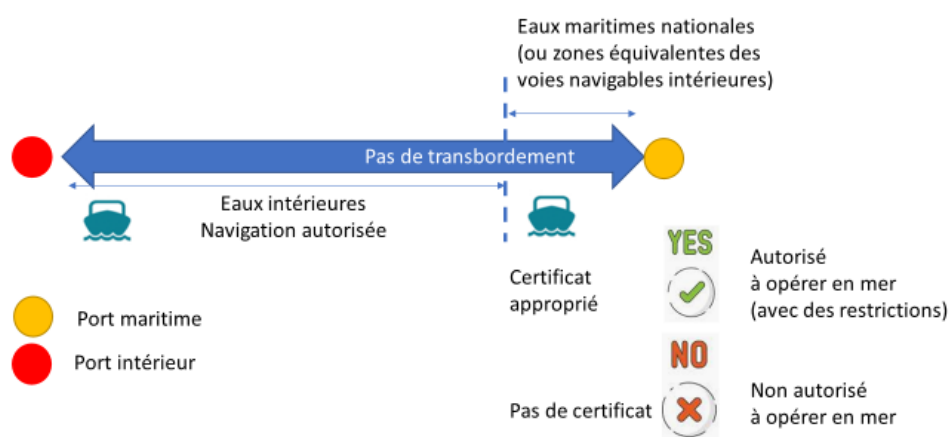 Eaux maritimes nationales
(ou zones équivalentes des
voies navigables intérieures)
Pas de transbordement
Eaux intérieures
Navigation autorisée
Certificat
approprié
YES
Autorisé
à opérer en mer
(avec des restrictions)
Port maritime
Port intérieur
NO
Pas de certificat
Non autorisé
à opérer en mer